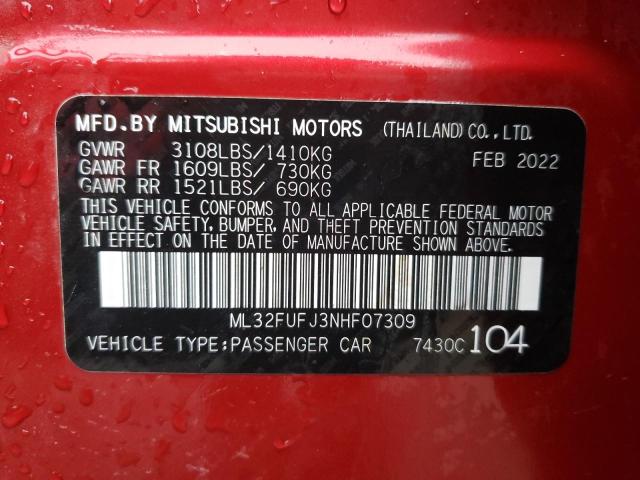 MFD.BY MITSUBISHI MOTORS (THAILAND)CO.,LTD.
GVWR 3108LBS/1410KG FEB 2022
GAWR FR 1609LBS/ 730KG
GAWR RR 1521LBS/ 690KG
THIS VEHICLE CONFORMS TO ALL APPLICABLE FEDERAL MOTOR
VEHICLE SAFETY, BUMPER, AND THEFT PREVENTION STANDARDS
IN EFFECT ON THE DATE OF MANUFACTURE SHOWN ABOVE.
ML32FUFJ3NHF07309
VEHICLE TYPE:PASSENGER CAR 7430C 104